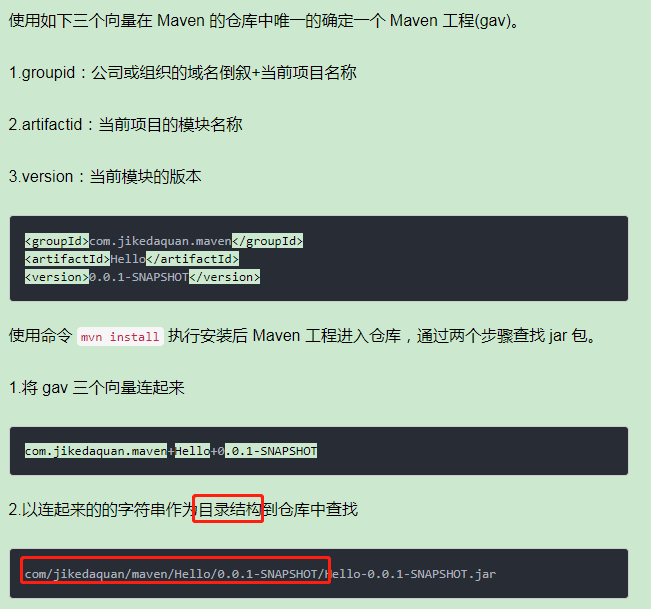 使用如下三个向量在 Maven 的仓库中唯一的确定一个 Maven 工程(gav)。
1.groupid：公司或组织的域名倒叙+当前项目名称
2.artifactid：当前项目的模块名称
3.version：当前模块的版本
<groupId>com.jikedaquan.maven</groupId>
<artifactId>Hello</artifactId>
<version>0.0.1-SNAPSHOT</version>
使用命令 mvn install 执行安装后 Maven 工程进入仓库，通过两个步骤查找 jar 包。
1.将 gav 三个向量连起来
com.jikedaquan.maven+Hello+0.0.1-SNAPSHOT
2.以连起来的的字符串作为目录结构到仓库中查找
com/jikedaquan/maven/Hello/0.0.1-SNAPSHOT/Hello-0.0.1-SNAPSHOT.jar